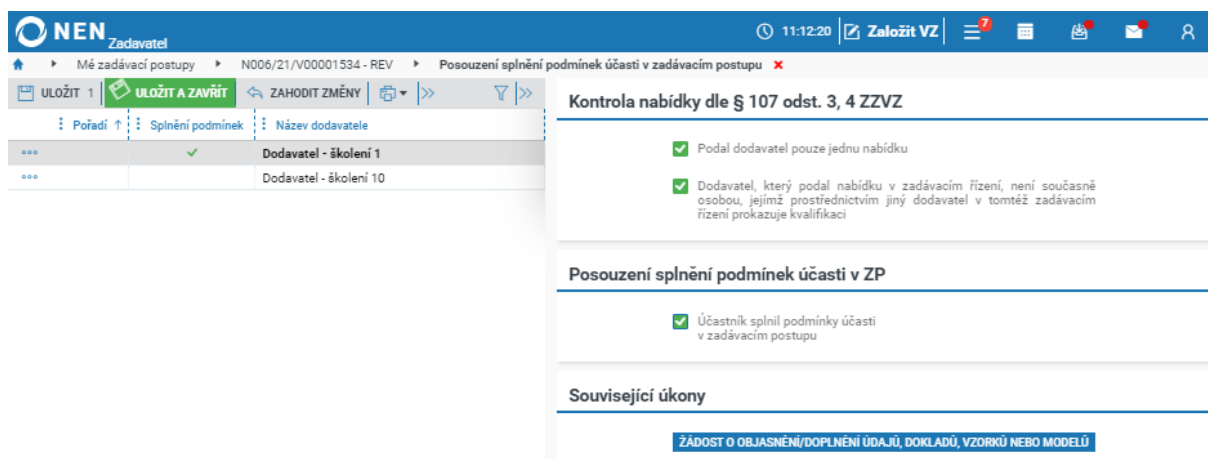 NEN Zadavatel
11:12:20 Založit VZ 7
Mé zadávací postupy N006/21/V00001534 - REV Posouzení splnění podmínek účasti v zadávacím postupu
ULOŽIT 1 ULOŽIT A ZAVŘÍT ZAHODIT ZMĚNY
Pořadí Splnění podmínek Název dodavatele
Dodavatel - školení 1
Dodavatel - školení 10
Kontrola nabídky dle § 107 odst. 3, 4 ZZVZ
Podal dodavatel pouze jednu nabídku
Dodavatel, který podal nabídku v zadávacím řízení, není současně
osobou, jejímž prostřednictvím jiný dodavatel v tomtéž zadávacím
řízení prokazuje kvalifikaci
Posouzení splnění podmínek účasti v ZP
Účastník splnil podmínky účasti
v zadávacím postupu
Související úkony
ŽÁDOST O OBJASNĚNÍ/DOPLNĚNÍ ÚDAJŮ, DOKLADŮ, VZORKŮ NEBO MODELŮ